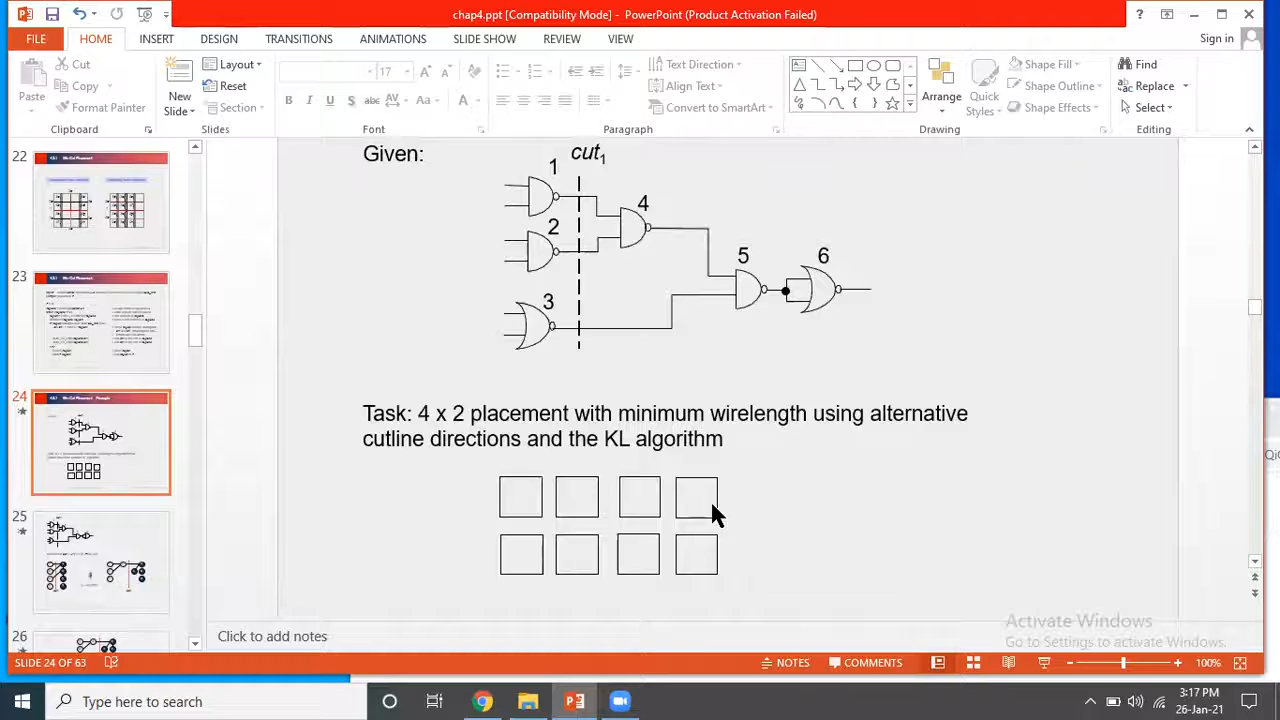 chap4.ppt [Compatibility Mode] - PowerPoint (Product Activation Failed)
FILE HOME INSERT DESIGN TRANSITIONS ANIMATIONS SLIDE SHOW REVIEW VIEW Sign in
Paste
Cut
Copy
Format Painter
Clipboard
New Slide
Layout
Reset
Section
Slides
17
B I U S abc AV Aa A
Font
Text Direction
Align Text
Convert to SmartArt
Paragraph
Arrange
Quick Styles
Shape Fill
Shape Outline
Shape Effects
Drawing
Find
Replace
Select
Editing
22
23
24
25
26
Given:
cut1
1
2
3
4
5
6
Task: 4 x 2 placement with minimum wirelength using alternative
cutline directions and the KL algorithm
Activate Windows
Go to Settings to activate Windows.
Click to add notes
SLIDE 24 OF 63
NOTES
COMMENTS
100%
Type here to search
3:17 PM
26-Jan-21